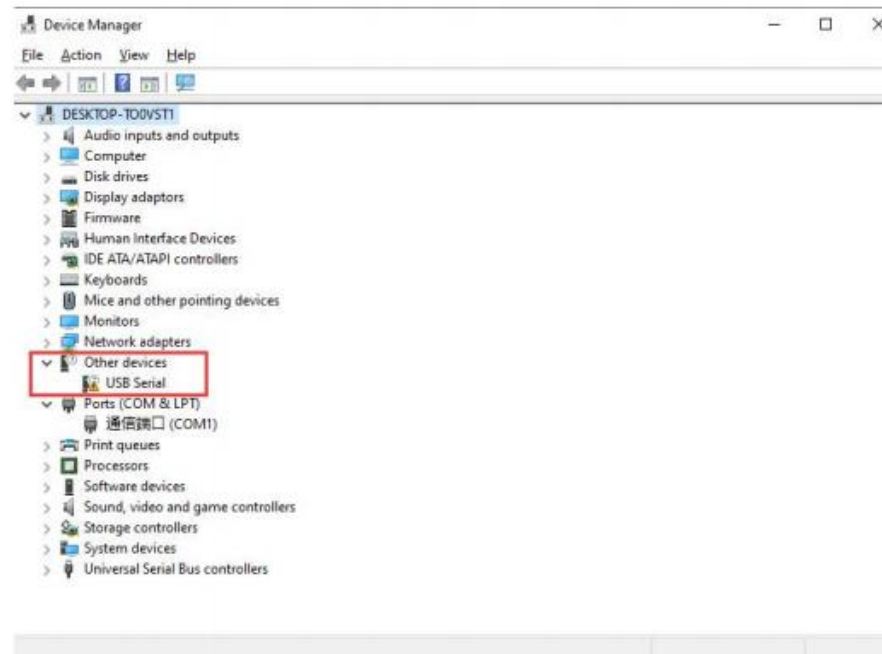 Device Manager
File Action View Help
DESKTOP-TO0VST1
Audio inputs and outputs
Computer
Disk drives
Display adaptors
Firmware
Human Interface Devices
IDE ATA/ATAPI controllers
Keyboards
Mice and other pointing devices
Monitors
Network adapters
Other devices
USB Serial
Ports (COM & LPT)
通信端口 (COM1)
Print queues
Processors
Software devices
Sound, video and game controllers
Storage controllers
System devices
Universal Serial Bus controllers